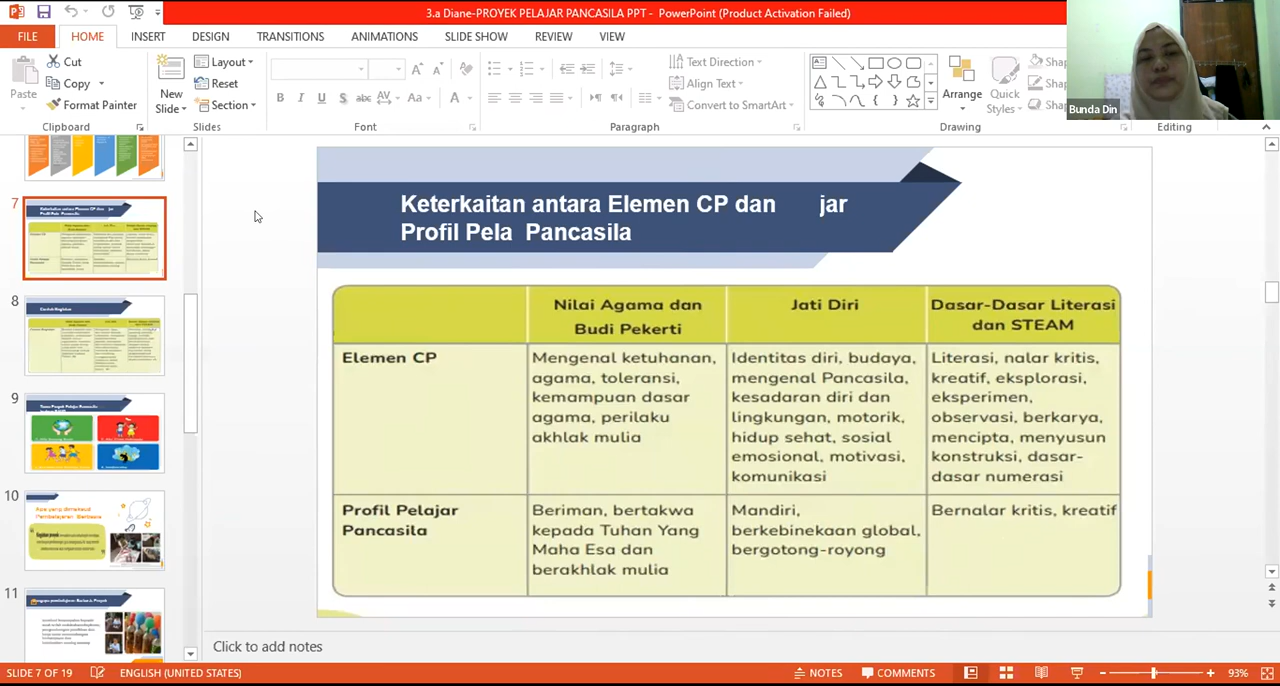 3.a Diane-PROYEK PELAJAR PANCASILA PPT - PowerPoint (Product Activation Failed)
FILE HOME INSERT DESIGN TRANSITIONS ANIMATIONS SLIDE SHOW REVIEW VIEW
Paste
Cut
Copy
Format Painter
Clipboard
New
Slide
Layout
Reset
Section
Slides
Font
Text Direction
Align Text
Convert to SmartArt
Paragraph
Arrange
Quick
Styles
Drawing
Editing
Bunda Din
7
8
9
10
11
Keterkaitan antara Elemen CP dan jar
Profil Pela Pancasila
Nilai Agama dan
Budi Pekerti
Jati Diri
Dasar-Dasar Literasi
dan STEAM
Elemen CP
Mengenal ketuhanan,
agama, toleransi,
kemampuan dasar
agama, perilaku
akhlak mulia
Identitas diri, budaya,
mengenal Pancasila,
kesadaran diri dan
lingkungan, motorik,
hidup sehat, sosial
emosional, motivasi,
komunikasi
Literasi, nalar kritis,
kreatif, eksplorasi,
eksperimen,
observasi, berkarya,
mencipta, menyusun
konstruksi, dasar-
dasar numerasi
Profil Pelajar
Pancasila
Beriman, bertakwa
kepada Tuhan Yang
Maha Esa dan
berakhlak mulia
Mandiri,
berkebinekaan global,
bergotong-royong
Bernalar kritis, kreatif
Click to add notes
SLIDE 7 OF 19 ENGLISH (UNITED STATES) NOTES COMMENTS 93%